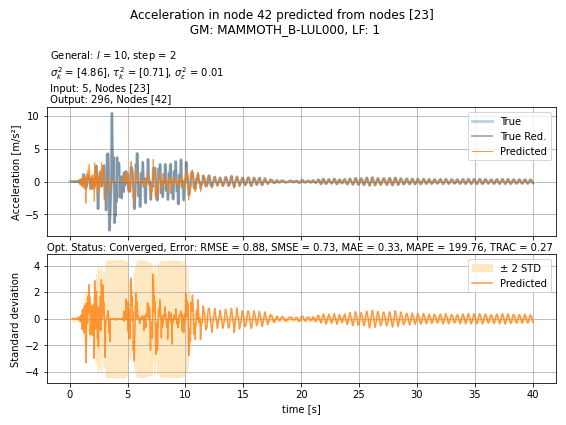 Acceleration in node 42 predicted from nodes [23]
GM: MAMMOTH_B-LUL000, LF: 1
General: l = 10, step = 2
σ²ₖ = [4.86], τ²ₖ = [0.71], σ²ε = 0.01
Input: 5, Nodes [23]
Output: 296, Nodes [42]
Acceleration [m/s²]
10
5
0
−5
True
True Red.
Predicted
Opt. Status: Converged, Error: RMSE = 0.88, SMSE = 0.73, MAE = 0.33, MAPE = 199.76, TRAC = 0.27
Standard deviation
4
2
0
−2
−4
± 2 STD
Predicted
0 5 10 15 20 25 30 35 40
time [s]